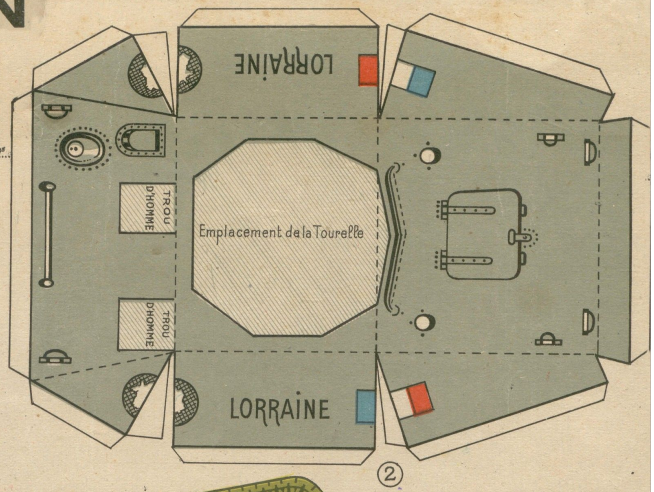 N
LORRAINE
TROU
D'HOMME
Emplacement de la Tourelle
TROU
D'HOMME
LORRAINE
2